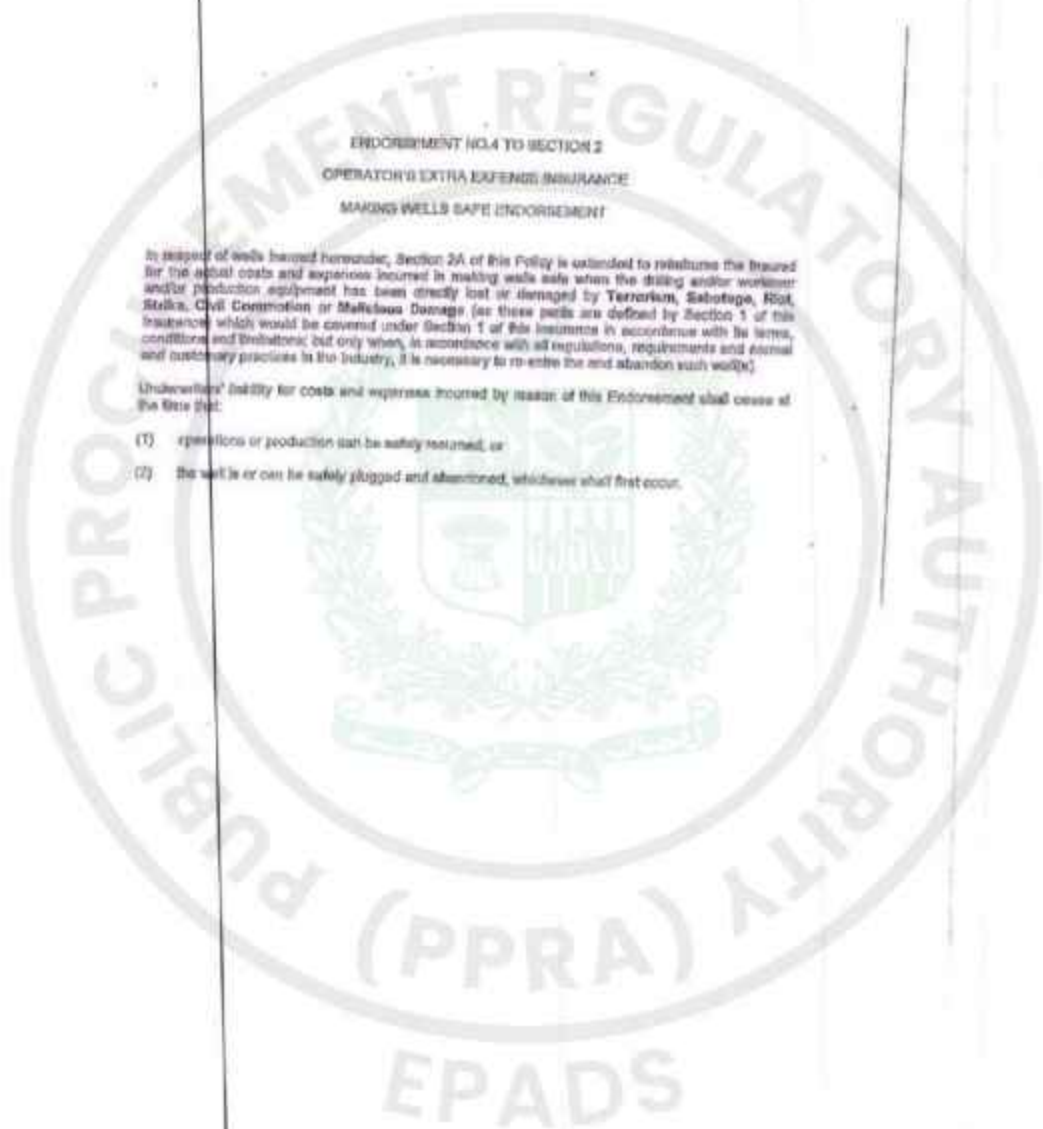 ENDORSEMENT NO.4 TO SECTION 2
OPERATOR'S EXTRA EXPENSE INSURANCE
MAKING WELLS SAFE ENDORSEMENT
In respect of wells insured hereunder, Section 2A of this Policy is extended to reimburse the Insured
for the actual costs and expenses incurred in making wells safe when the drilling and/or workover
and/or production equipment has been directly lost or damaged by Terrorism, Sabotage, Riot,
Strike, Civil Commotion or Malicious Damage (as these perils are defined by Section 1 of this
Insurance) which would be covered under Section 1 of this Insurance in accordance with its terms,
conditions and limitations; but only when, in accordance with all regulations, requirements and normal
and customary practices in the industry, it is necessary to re-enter the and abandon such well(s)
Underwriters' liability for costs and expenses incurred by reason of this Endorsement shall cease at
the time that:
(1) operations or production can be safely resumed, or
(2) the well is or can be safely plugged and abandoned, whichever shall first occur.
PUBLIC PROCUREMENT REGULATORY AUTHORITY
(PPRA)
EPADS